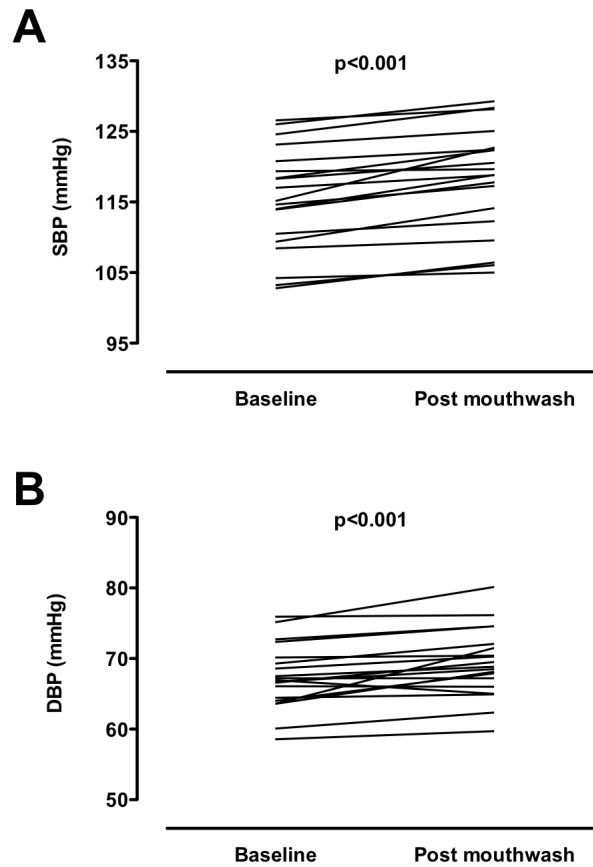 A
p<0.001
135
125
115
105
95
SBP (mmHg)
Baseline Post mouthwash
B
p<0.001
90
80
70
60
50
DBP (mmHg)
Baseline Post mouthwash